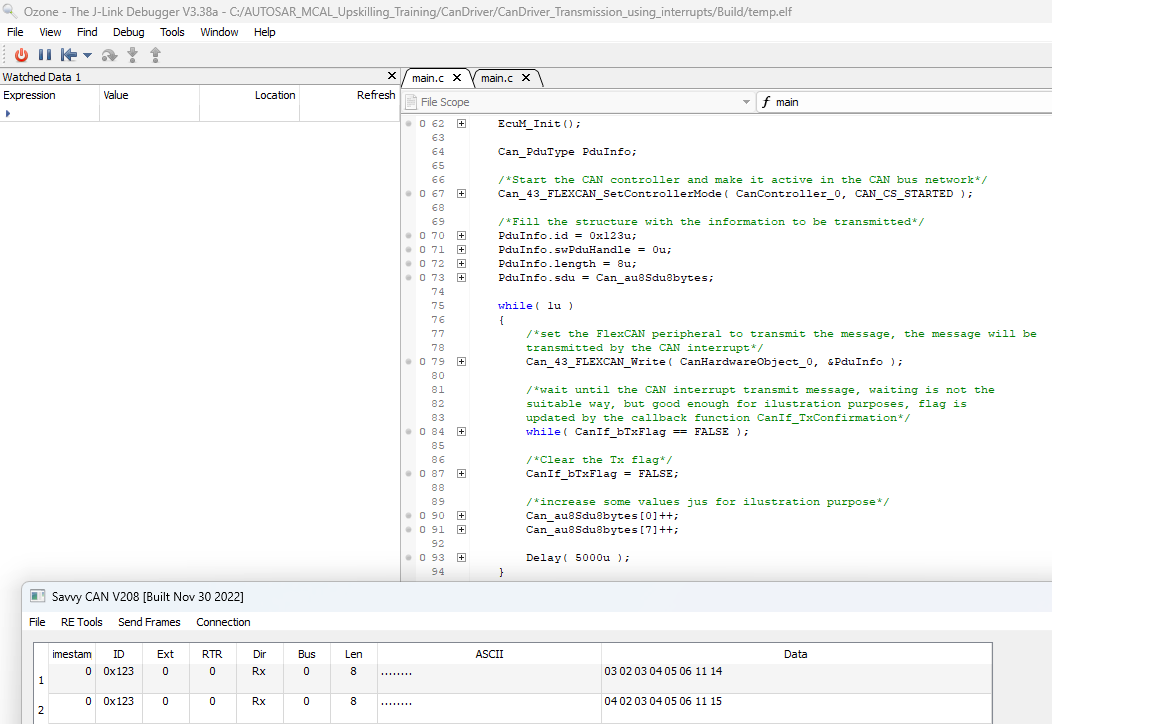 Ozone - The J-Link Debugger V3.38a - C:/AUTOSAR_MCAL_Upskilling_Training/CanDriver/CanDriver_Transmission_using_interrupts/Build/temp.elf
File View Find Debug Tools Window Help
Watched Data 1
Expression Value Location Refresh
main.c main.c
File Scope main
62 EcuM_Init();
63
64 Can_PduType PduInfo;
65
66 /*Start the CAN controller and make it active in the CAN bus network*/
67 Can_43_FLEXCAN_SetControllerMode( CanController_0, CAN_CS_STARTED );
68
69 /*Fill the structure with the information to be transmitted*/
70 PduInfo.id = 0x123u;
71 PduInfo.swPduHandle = 0u;
72 PduInfo.length = 8u;
73 PduInfo.sdu = Can_au8Sdu8bytes;
74
75 while( 1u )
76 {
77 /*set the FlexCAN peripheral to transmit the message, the message will be
78 transmitted by the CAN interrupt*/
79 Can_43_FLEXCAN_Write( CanHardwareObject_0, &PduInfo );
80
81 /*wait until the CAN interrupt transmit message, waiting is not the
82 suitable way, but good enough for ilustration purposes, flag is
83 updated by the callback function CanIf_TxConfirmation*/
84 while( CanIf_bTxFlag == FALSE );
85
86 /*Clear the Tx flag*/
87 CanIf_bTxFlag = FALSE;
88
89 /*increase some values jus for ilustration purpose*/
90 Can_au8Sdu8bytes[0]++;
91 Can_au8Sdu8bytes[7]++;
92
93 Delay( 5000u );
94 }
Savvy CAN V208 [Built Nov 30 2022]
File RE Tools Send Frames Connection
imestam ID Ext RTR Dir Bus Len ASCII Data
1 0 0x123 0 0 Rx 0 8 ........ 03 02 03 04 05 06 11 14
2 0 0x123 0 0 Rx 0 8 ........ 04 02 03 04 05 06 11 15